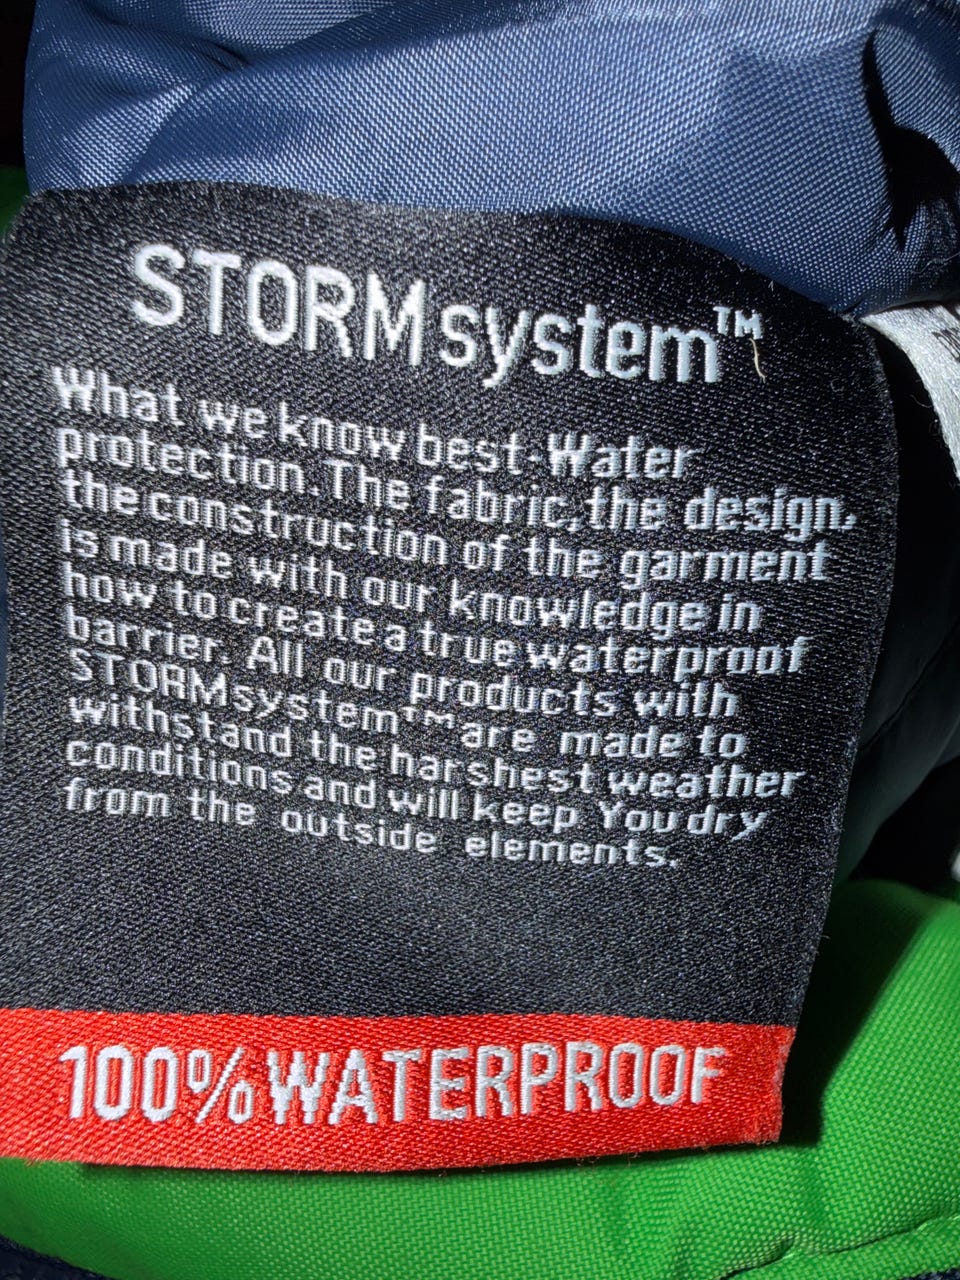 STORMsystem™
What we know best-Water
protection. The fabric, the design,
the construction of the garment
is made with our knowledge in
how to create a true waterproof
barrier. All our products with
STORMsystem™ are made to
withstand the harshest weather
conditions and will keep You dry
from the outside elements.
100% WATERPROOF